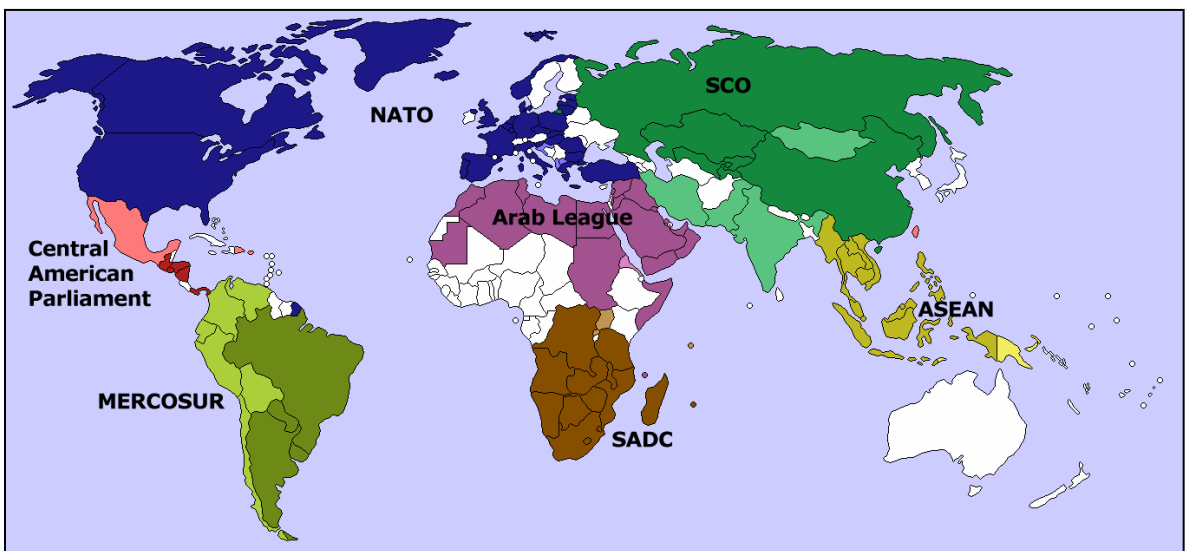 SCO
NATO
Arab League
Central
American
Parliament
ASEAN
MERCOSUR
SADC